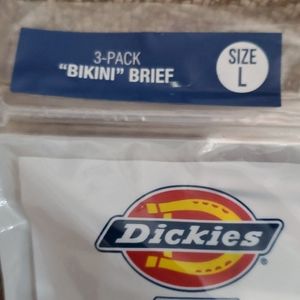 3-PACK
"BIKINI" BRIEF
SIZE
L
Dickies